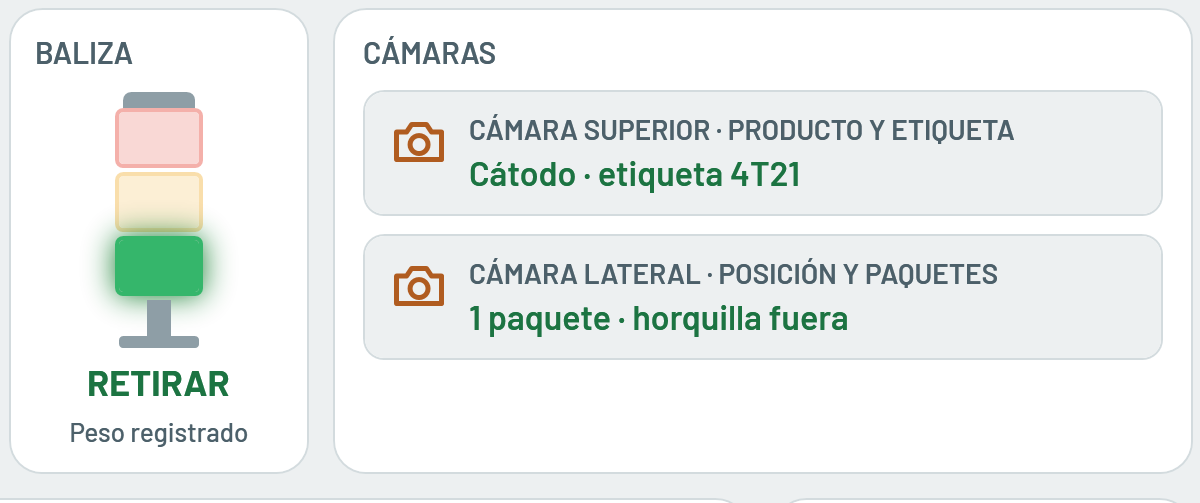 BALIZA
RETIRAR
Peso registrado
CÁMARAS
CÁMARA SUPERIOR · PRODUCTO Y ETIQUETA
Cátodo · etiqueta 4T21
CÁMARA LATERAL · POSICIÓN Y PAQUETES
1 paquete · horquilla fuera